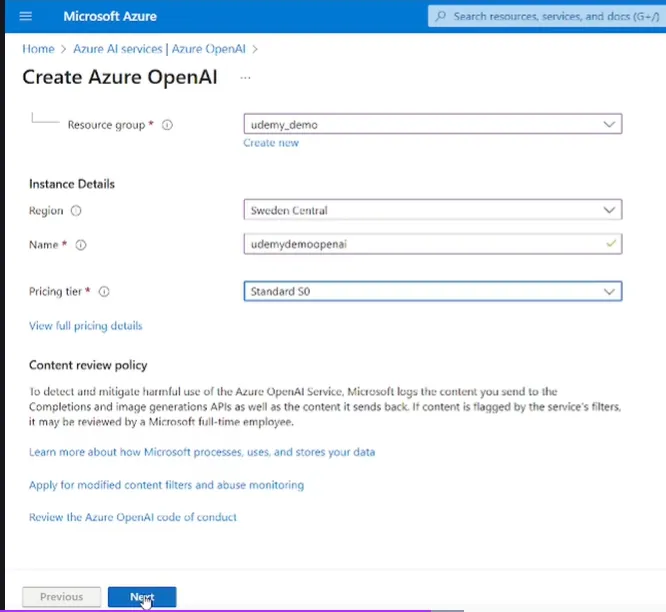 Microsoft Azure
Search resources, services, and docs (G+/)
Home > Azure AI services | Azure OpenAI >
Create Azure OpenAI ...
Resource group *
udemy_demo
Create new
Instance Details
Region
Sweden Central
Name *
udemydemoopenai
Pricing tier *
Standard S0
View full pricing details
Content review policy
To detect and mitigate harmful use of the Azure OpenAI Service, Microsoft logs the content you send to the
Completions and image generations APIs as well as the content it sends back. If content is flagged by the service's filters,
it may be reviewed by a Microsoft full-time employee.
Learn more about how Microsoft processes, uses, and stores your data
Apply for modified content filters and abuse monitoring
Review the Azure OpenAI code of conduct
Previous
Next